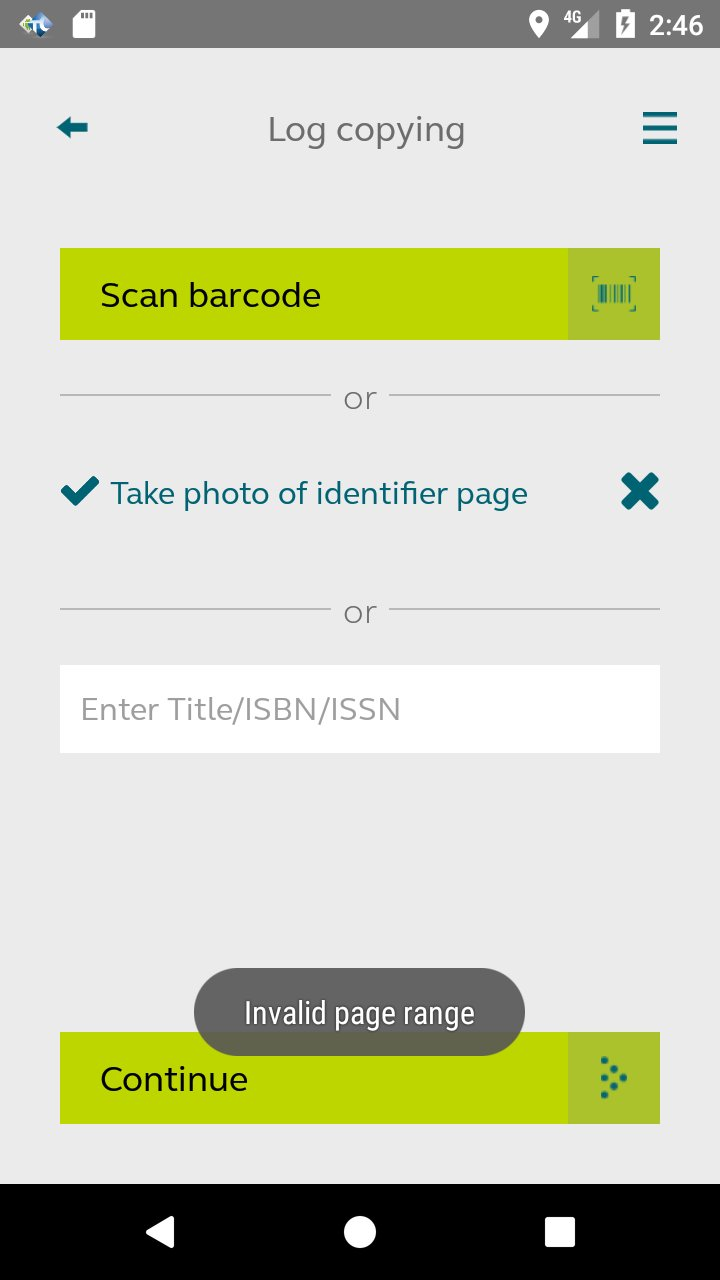 4G 2:46
Log copying
Scan barcode
or
Take photo of identifier page
or
Enter Title/ISBN/ISSN
Invalid page range
Continue